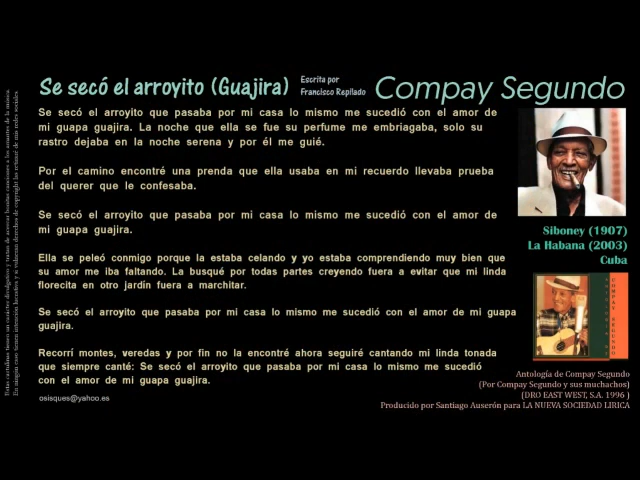 Se secó el arroyito (Guajira)
Escrita por
Francisco Repilado
Compay Segundo
Se secó el arroyito que pasaba por mi casa lo mismo me sucedió con el amor de
mi guapa guajira. La noche que ella se fue su perfume me embriagaba, solo su
rastro dejaba en la noche serena y por él me guié.
Por el camino encontré una prenda que ella usaba en mi recuerdo llevaba prueba
del querer que le confesaba.
Se secó el arroyito que pasaba por mi casa lo mismo me sucedió con el amor de
mi guapa guajira.
Ella se peleó conmigo porque la estaba celando y yo estaba comprendiendo muy bien que
su amor me iba faltando. La busqué por todas partes creyendo fuera a evitar que mi linda
florecita en otro jardín fuera a marchitar.
Se secó el arroyito que pasaba por mi casa lo mismo me sucedió con el amor de mi guapa
guajira.
Recorrí montes, veredas y por fin no la encontré ahora seguiré cantando mi linda tonada
que siempre canté: Se secó el arroyito que pasaba por mi casa lo mismo me sucedió
con el amor de mi guapa guajira.
osisques@yahoo.es
Siboney (1907)
La Habana (2003)
Cuba
COMPAY SEGUNDO
Antología de Compay Segundo
(Por Compay Segundo y sus muchachos)
(DRO EAST WEST, S.A. 1996 )
Producido por Santiago Auserón para LA NUEVA SOCIEDAD LIRICA